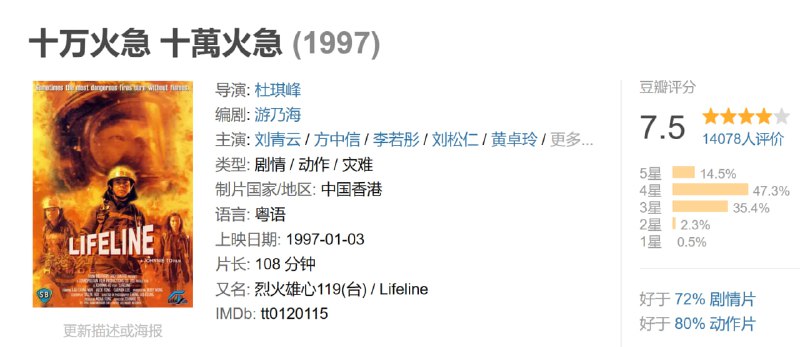 十万火急 十萬火急 (1997)
Sometimes the most dangerous fires burn without flames.
LIFELINE
A JOHNNIE TO FILM
SB
更新描述或海报
导演: 杜琪峰
编剧: 游乃海
主演: 刘青云 / 方中信 / 李若彤 / 刘松仁 / 黄卓玲 / 更多...
类型: 剧情 / 动作 / 灾难
制片国家/地区: 中国香港
语言: 粤语
上映日期: 1997-01-03
片长: 108 分钟
又名: 烈火雄心119(台) / Lifeline
IMDb: tt0120115
豆瓣评分
7.5
14078人评价
5星 14.5%
4星 47.3%
3星 35.4%
2星 2.3%
1星 0.5%
好于 72% 剧情片
好于 80% 动作片